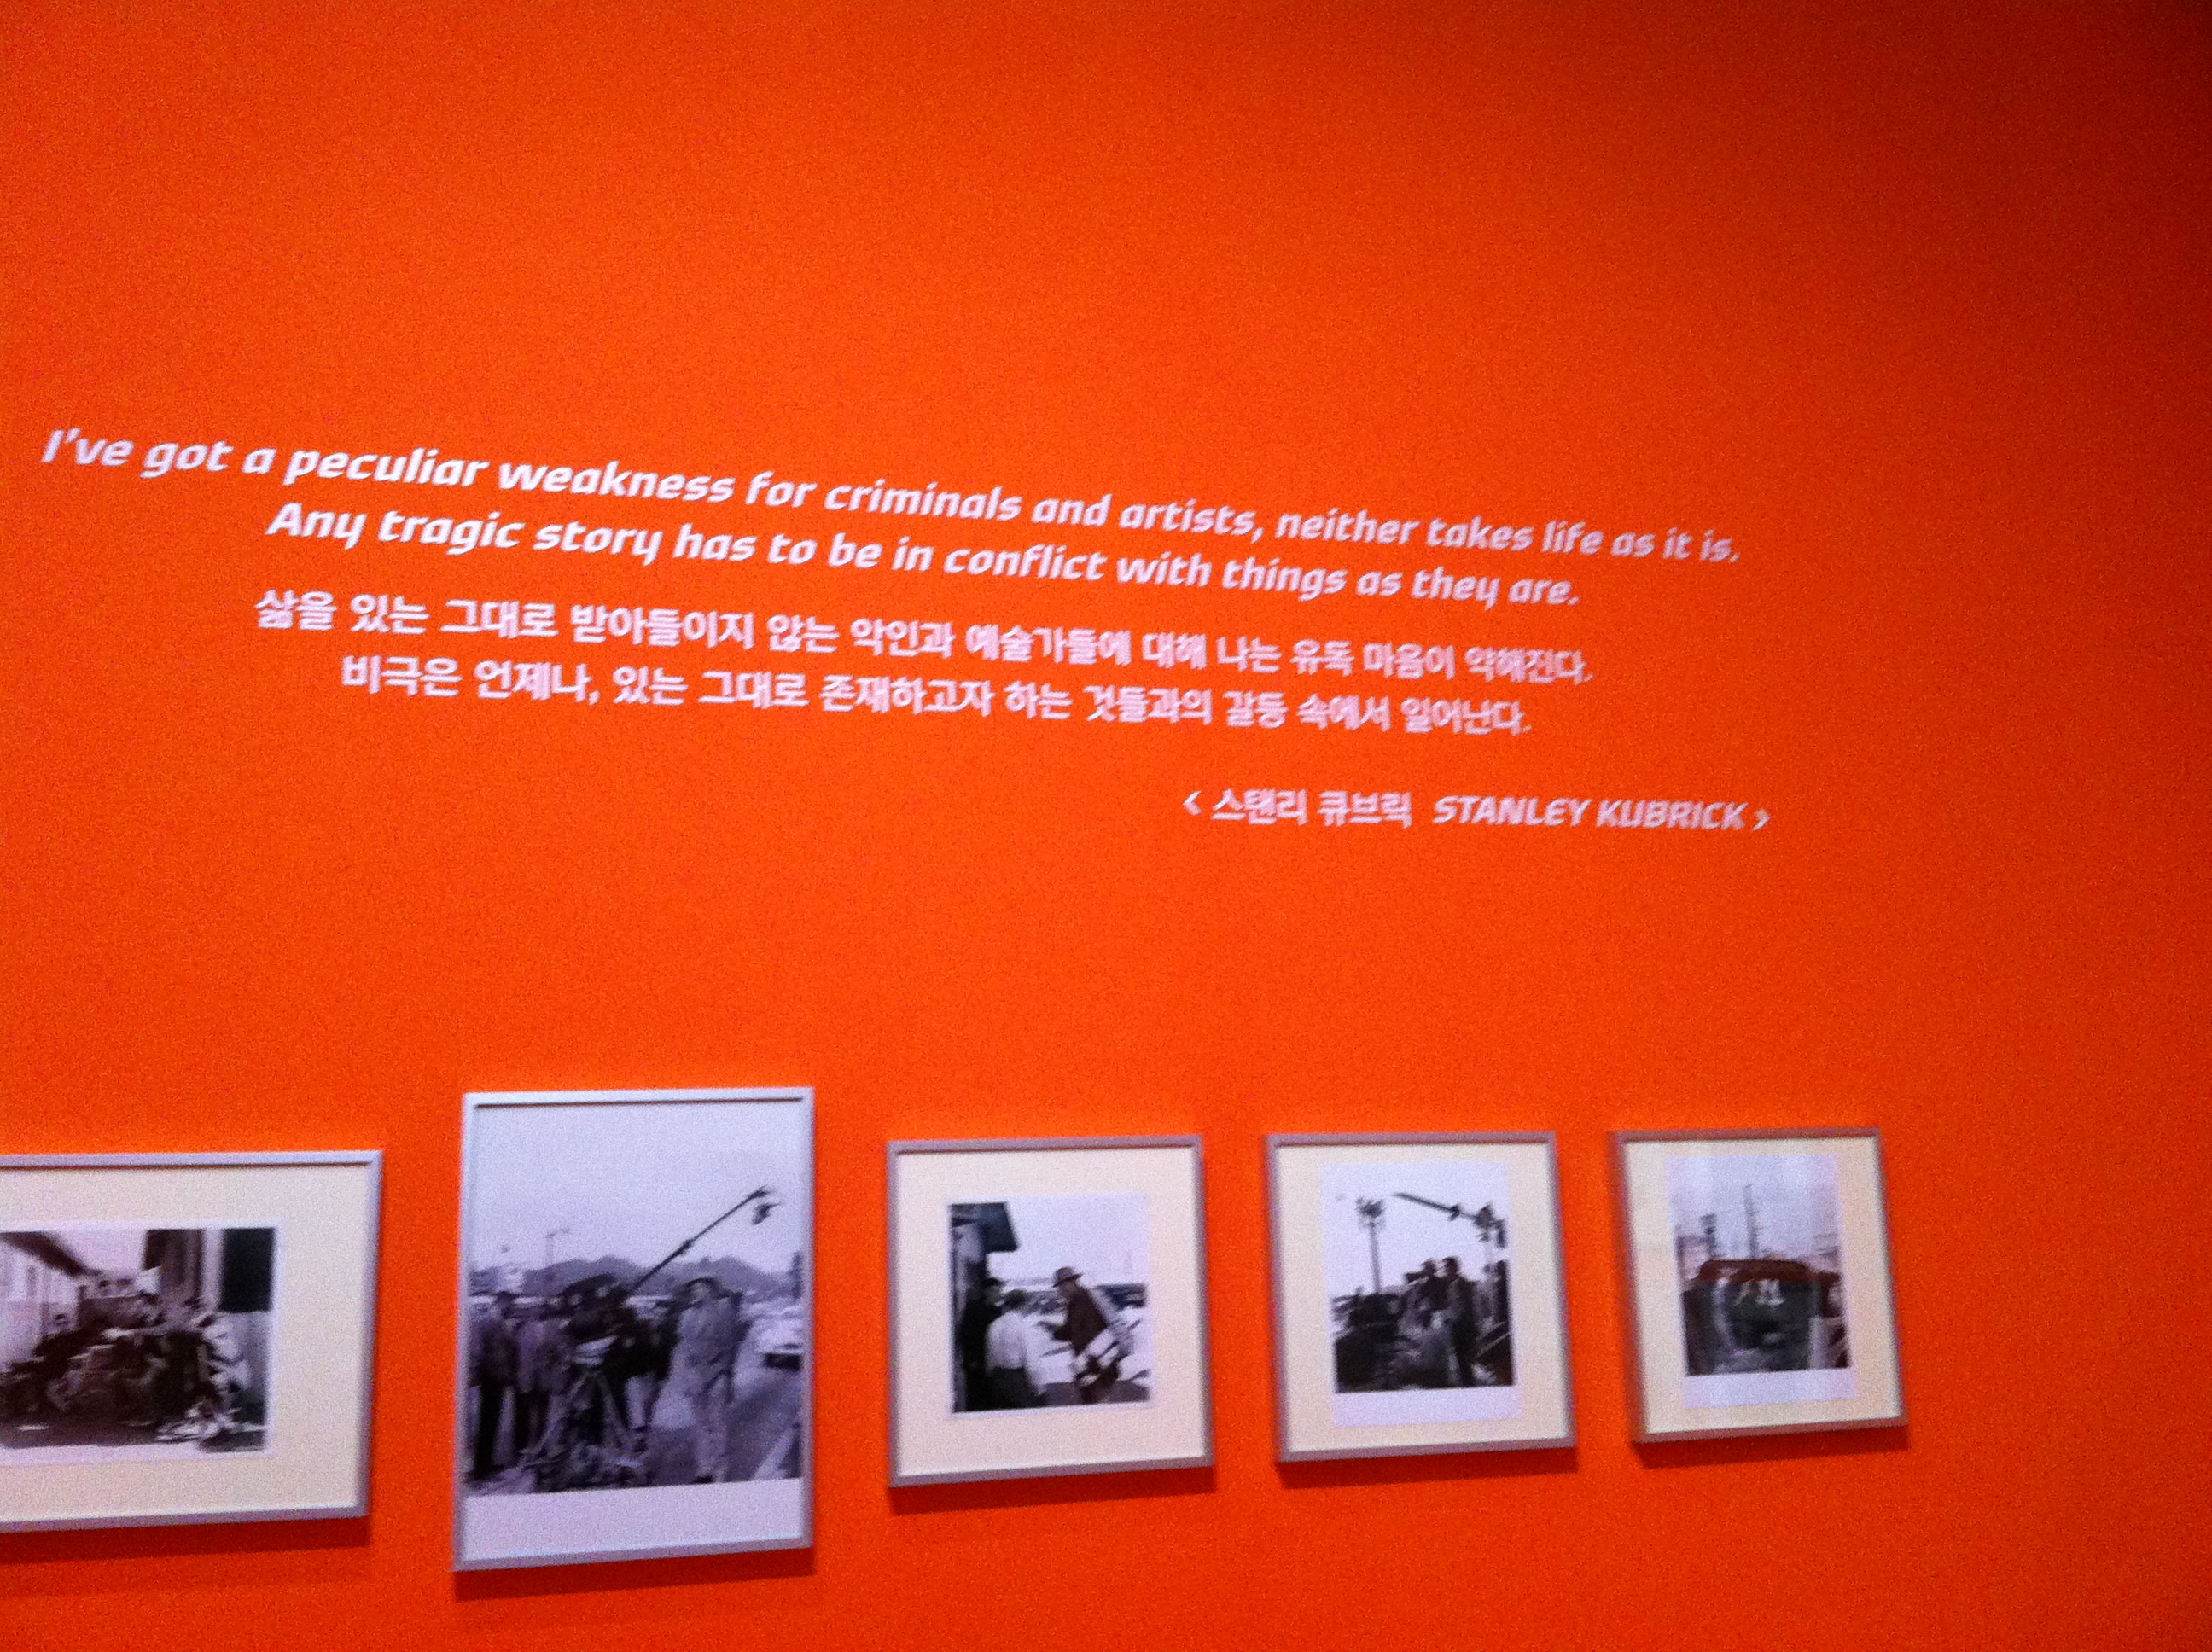 I've got a peculiar weakness for criminals and artists, neither takes life as it is.
Any tragic story has to be in conflict with things as they are.
삶을 있는 그대로 받아들이지 않는 악인과 예술가들에 대해 나는 유독 마음이 약해진다.
비극은 언제나, 있는 그대로 존재하고자 하는 것들과의 갈등 속에서 일어난다.
< 스탠리 큐브릭 STANLEY KUBRICK >